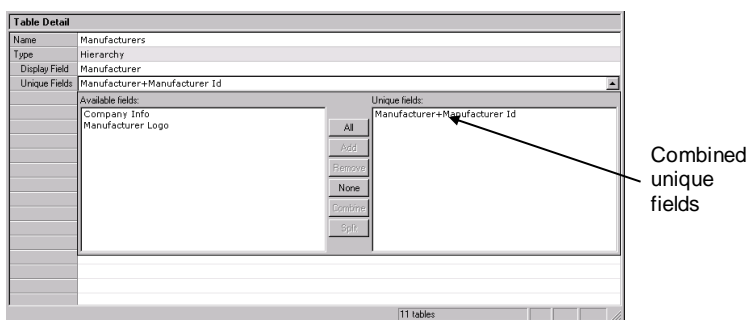 Table Detail
Name Manufacturers
Type Hierarchy
Display Field Manufacturer
Unique Fields Manufacturer+Manufacturer Id
Available fields: Unique fields:
Company Info Manufacturer+Manufacturer Id
Manufacturer Logo
All
Add
Remove
None
Combine
Split
Combined
unique
fields
11 tables